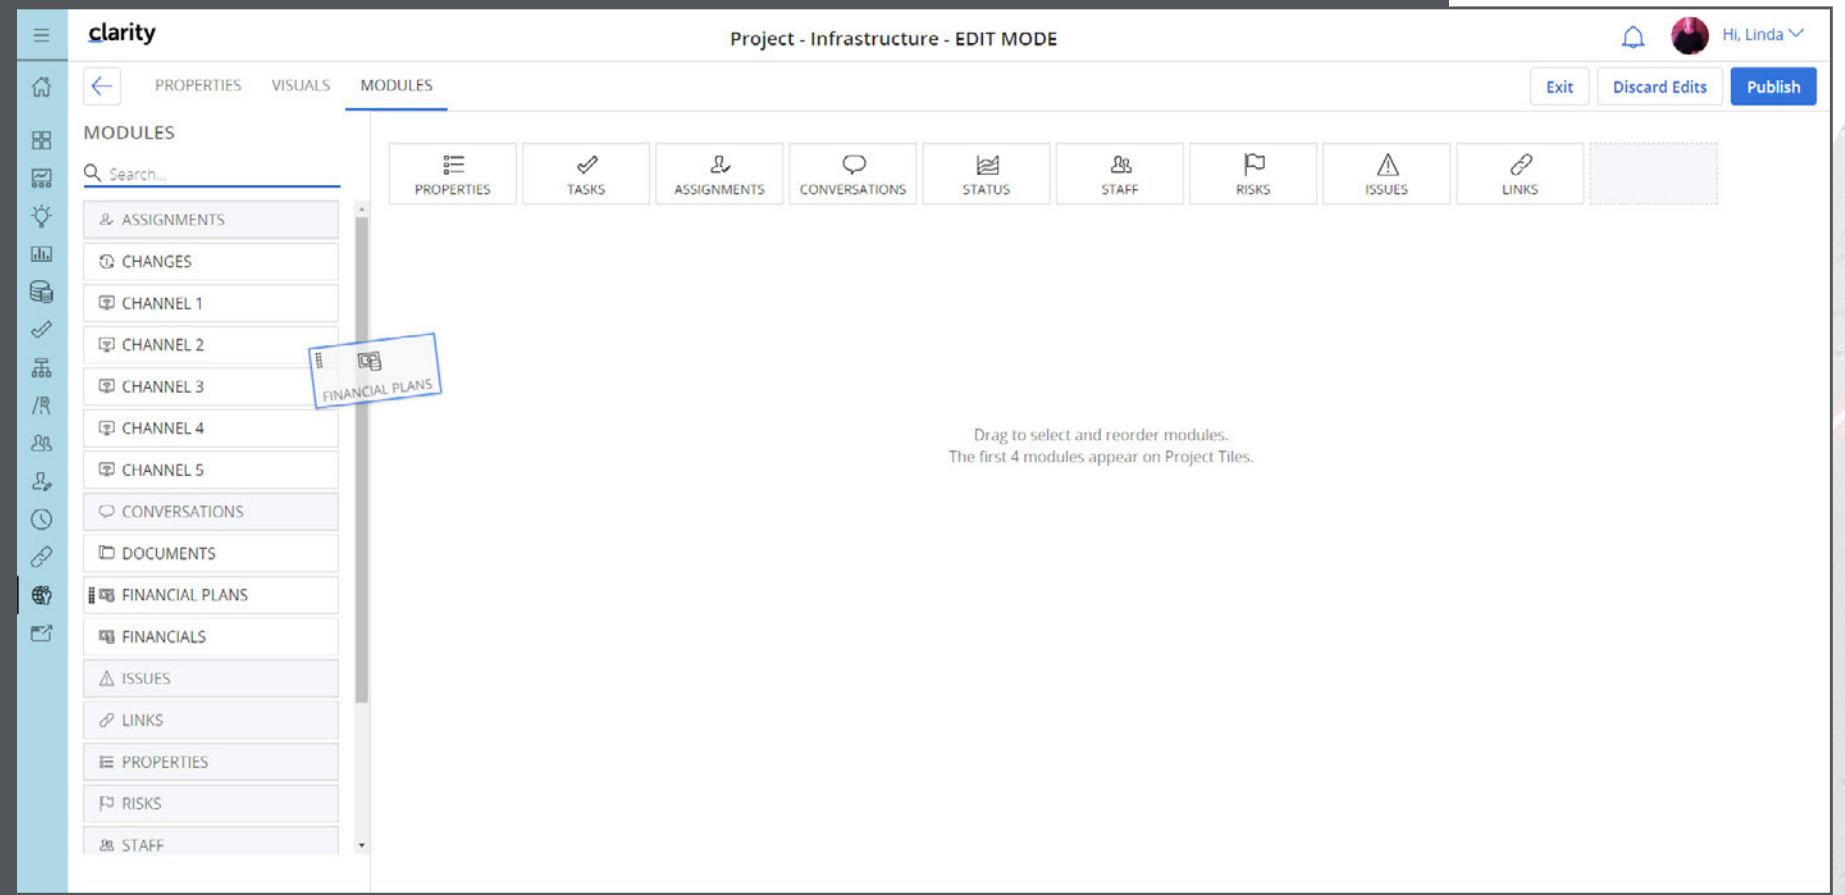 clarity
Project - Infrastructure - EDIT MODE
Hi, Linda
PROPERTIES VISUALS MODULES
Exit Discard Edits Publish
MODULES
Search...
ASSIGNMENTS
CHANGES
CHANNEL 1
CHANNEL 2
CHANNEL 3
CHANNEL 4
CHANNEL 5
CONVERSATIONS
DOCUMENTS
FINANCIAL PLANS
FINANCIALS
ISSUES
LINKS
PROPERTIES
RISKS
STAFF
FINANCIAL PLANS
PROPERTIES TASKS ASSIGNMENTS CONVERSATIONS STATUS STAFF RISKS ISSUES LINKS
Drag to select and reorder modules.
The first 4 modules appear on Project Tiles.